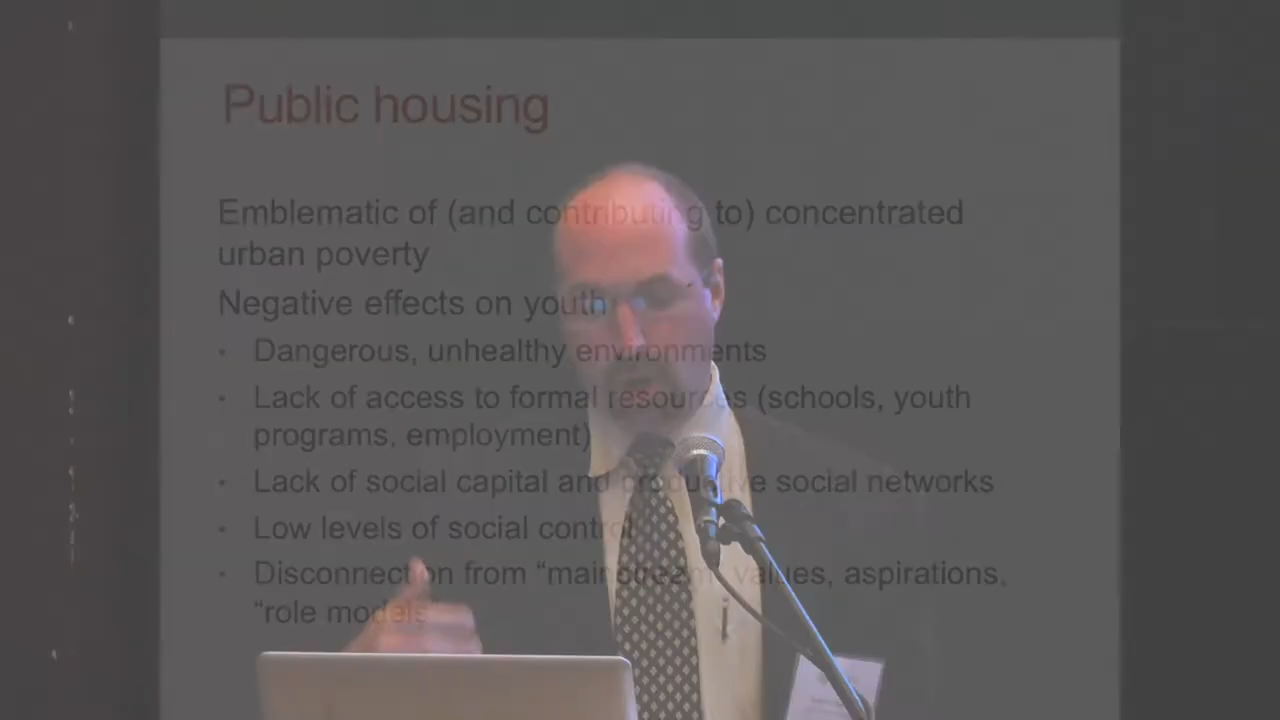 Public housing
Emblematic of (and contributing to) concentrated
urban poverty
Negative effects on youth
· Dangerous, unhealthy environments
· Lack of access to formal resources (schools, youth
programs, employment)
· Lack of social capital and productive social networks
· Low levels of social control
· Disconnection from “mainstream” values, aspirations,
“role models